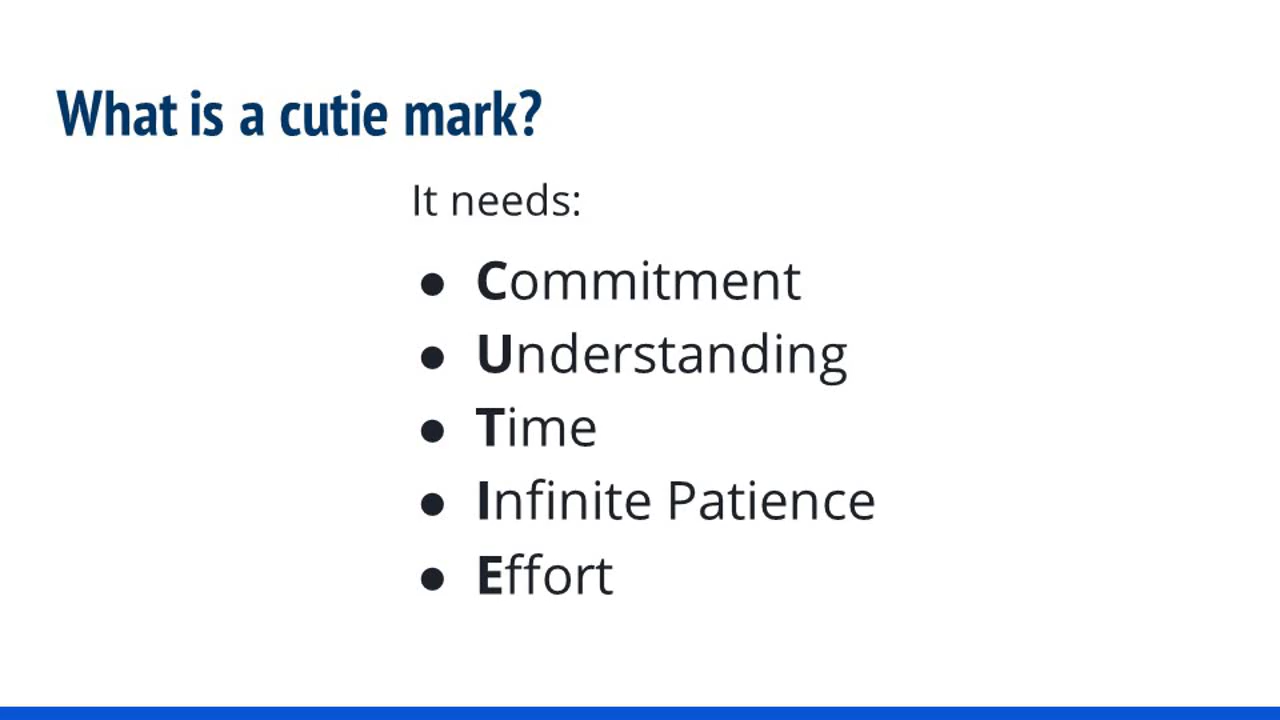 What is a cutie mark?
It needs:
● Commitment
● Understanding
● Time
● Infinite Patience
● Effort